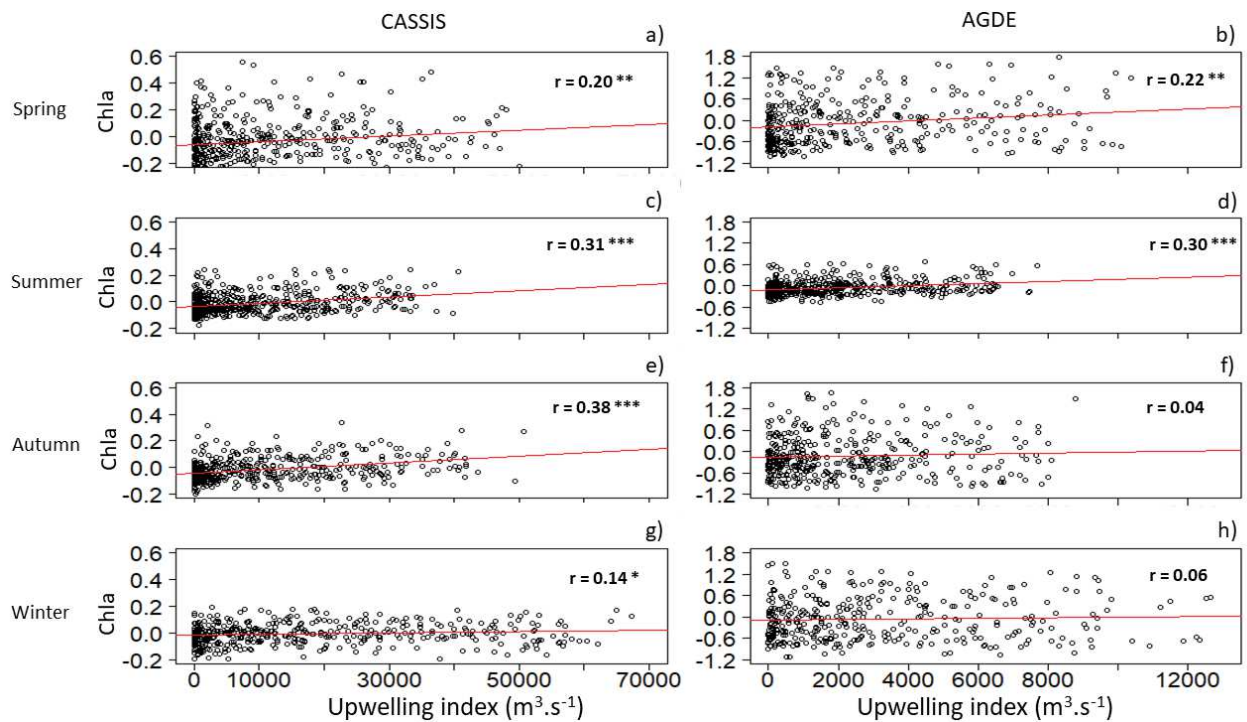 CASSIS AGDE
a) b)
Spring Chla 0.6 0.4 0.2 0.0 -0.2 r = 0.20 ** 1.8 1.2 0.6 0.0 -0.6 -1.2 r = 0.22 **
c) d)
Summer Chla 0.6 0.4 0.2 0.0 -0.2 r = 0.31 *** 1.8 1.2 0.6 0.0 -0.6 -1.2 r = 0.30 ***
e) f)
Autumn Chla 0.6 0.4 0.2 0.0 -0.2 r = 0.38 *** 1.8 1.2 0.6 0.0 -0.6 -1.2 r = 0.04
g) h)
Winter Chla 0.6 0.4 0.2 0.0 -0.2 r = 0.14 * 1.8 1.2 0.6 0.0 -0.6 -1.2 r = 0.06
0 10000 30000 50000 70000 0 2000 4000 6000 8000 12000
Upwelling index (m³.s⁻¹) Upwelling index (m³.s⁻¹)